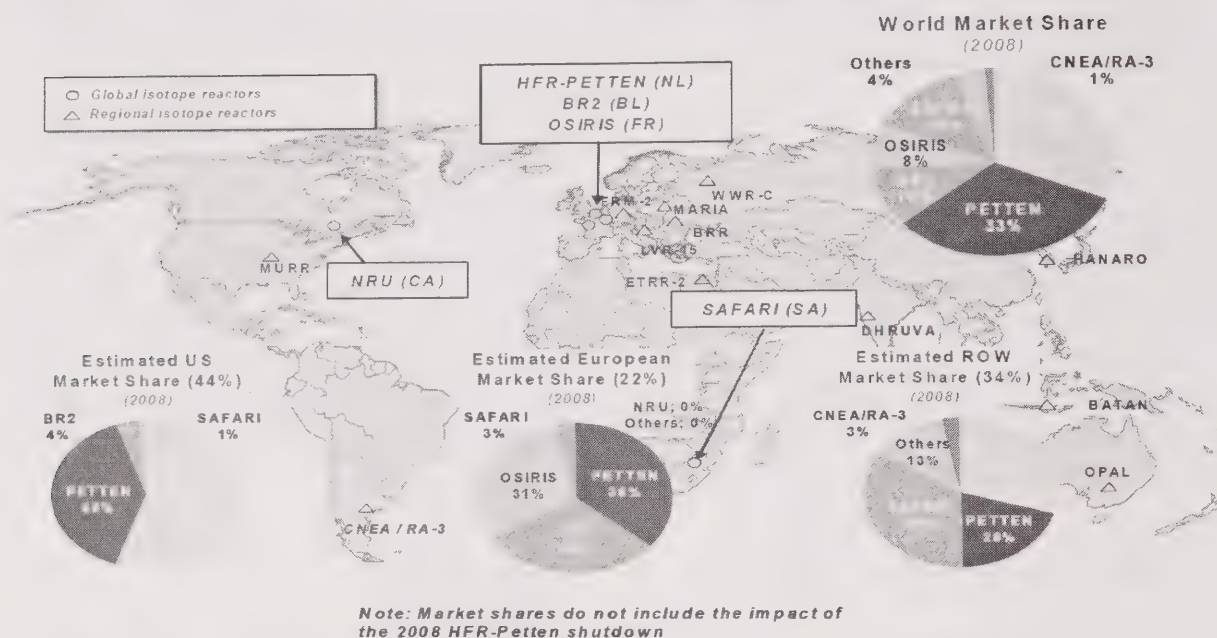 World Market Share
(2008)
Others
4%
CNEA/RA-3
1%
OSIRIS
8%
PETTEN
33%
Global isotope reactors
Regional isotope reactors
HFR-PETTEN (NL)
BR2 (BL)
OSIRIS (FR)
WWR-C
MARIA
BRR
ETRR-2
MURR
NRU (CA)
HANARO
SAFARI (SA)
DHRUVA
BATAN
OPAL
CNEA / RA-3
Estimated US
Market Share (44%)
(2008)
BR2
4%
SAFARI
1%
PETTEN
Estimated European
Market Share (22%)
(2008)
NRU; 0%
Others; 0%
SAFARI
3%
OSIRIS
31%
PETTEN
Estimated ROW
Market Share (34%)
(2008)
CNEA/RA-3
3%
Others
13%
PETTEN
Note: Market shares do not include the impact of
the 2008 HFR-Petten shutdown